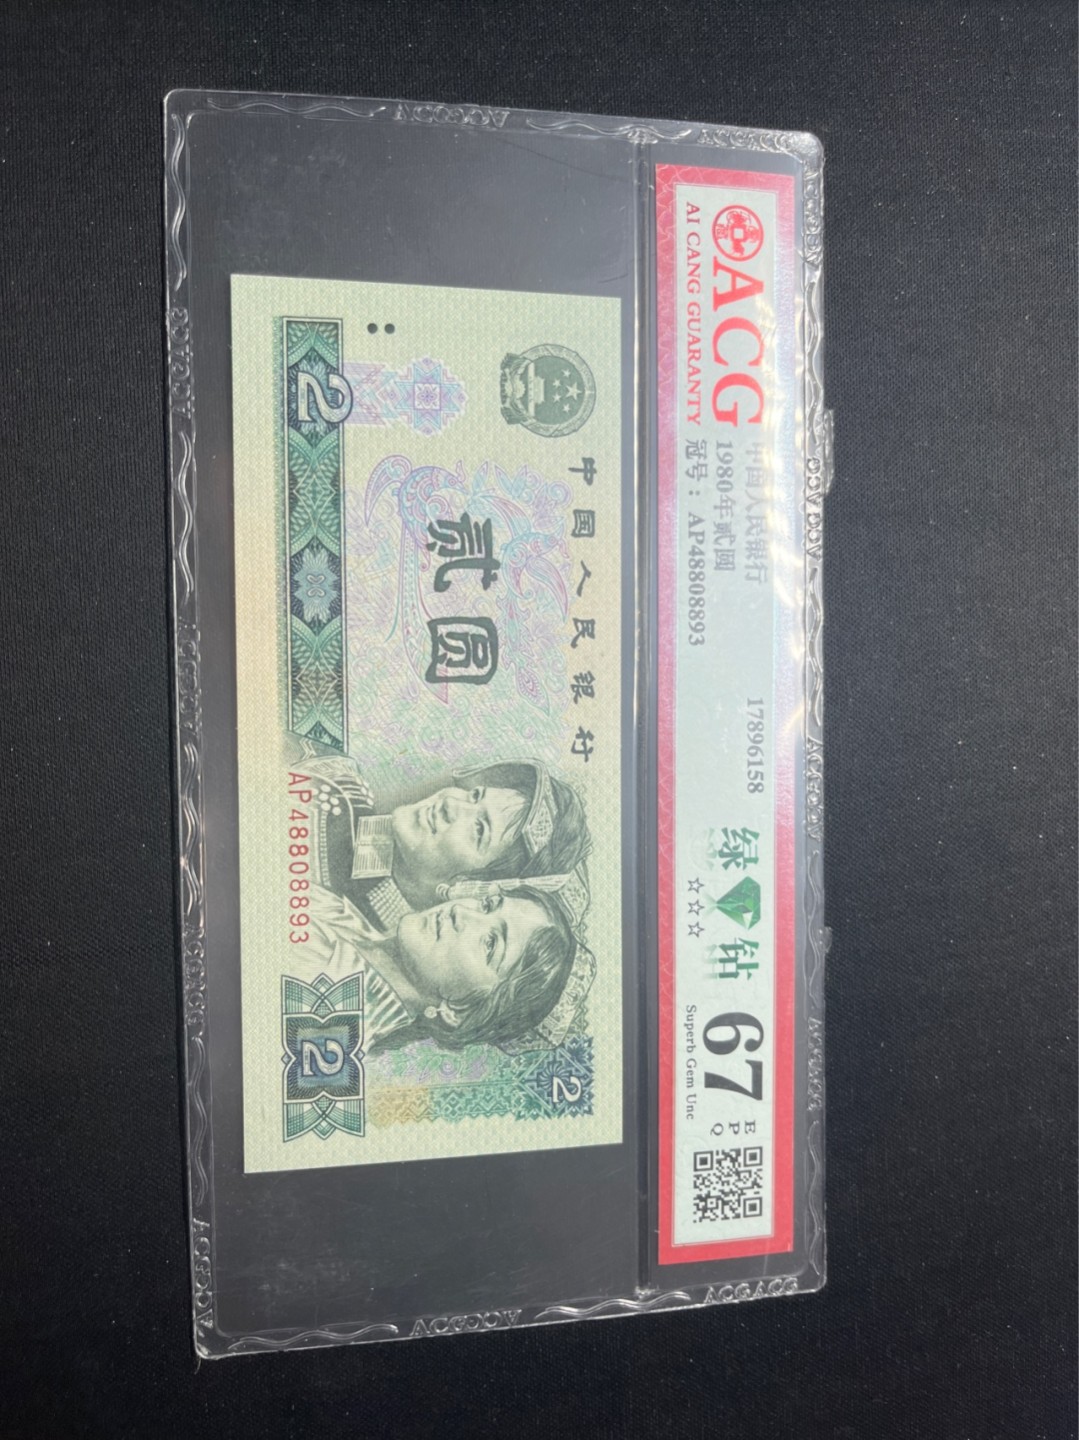 ACG
AI CANG GUARANTY
中国人民银行
1980年贰圆
冠号：AP48808893
17896158
绿钻
☆☆☆
67
EPQ
Superb Gem Unc
中国人民银行
贰圆
2
AP48808893
2
2